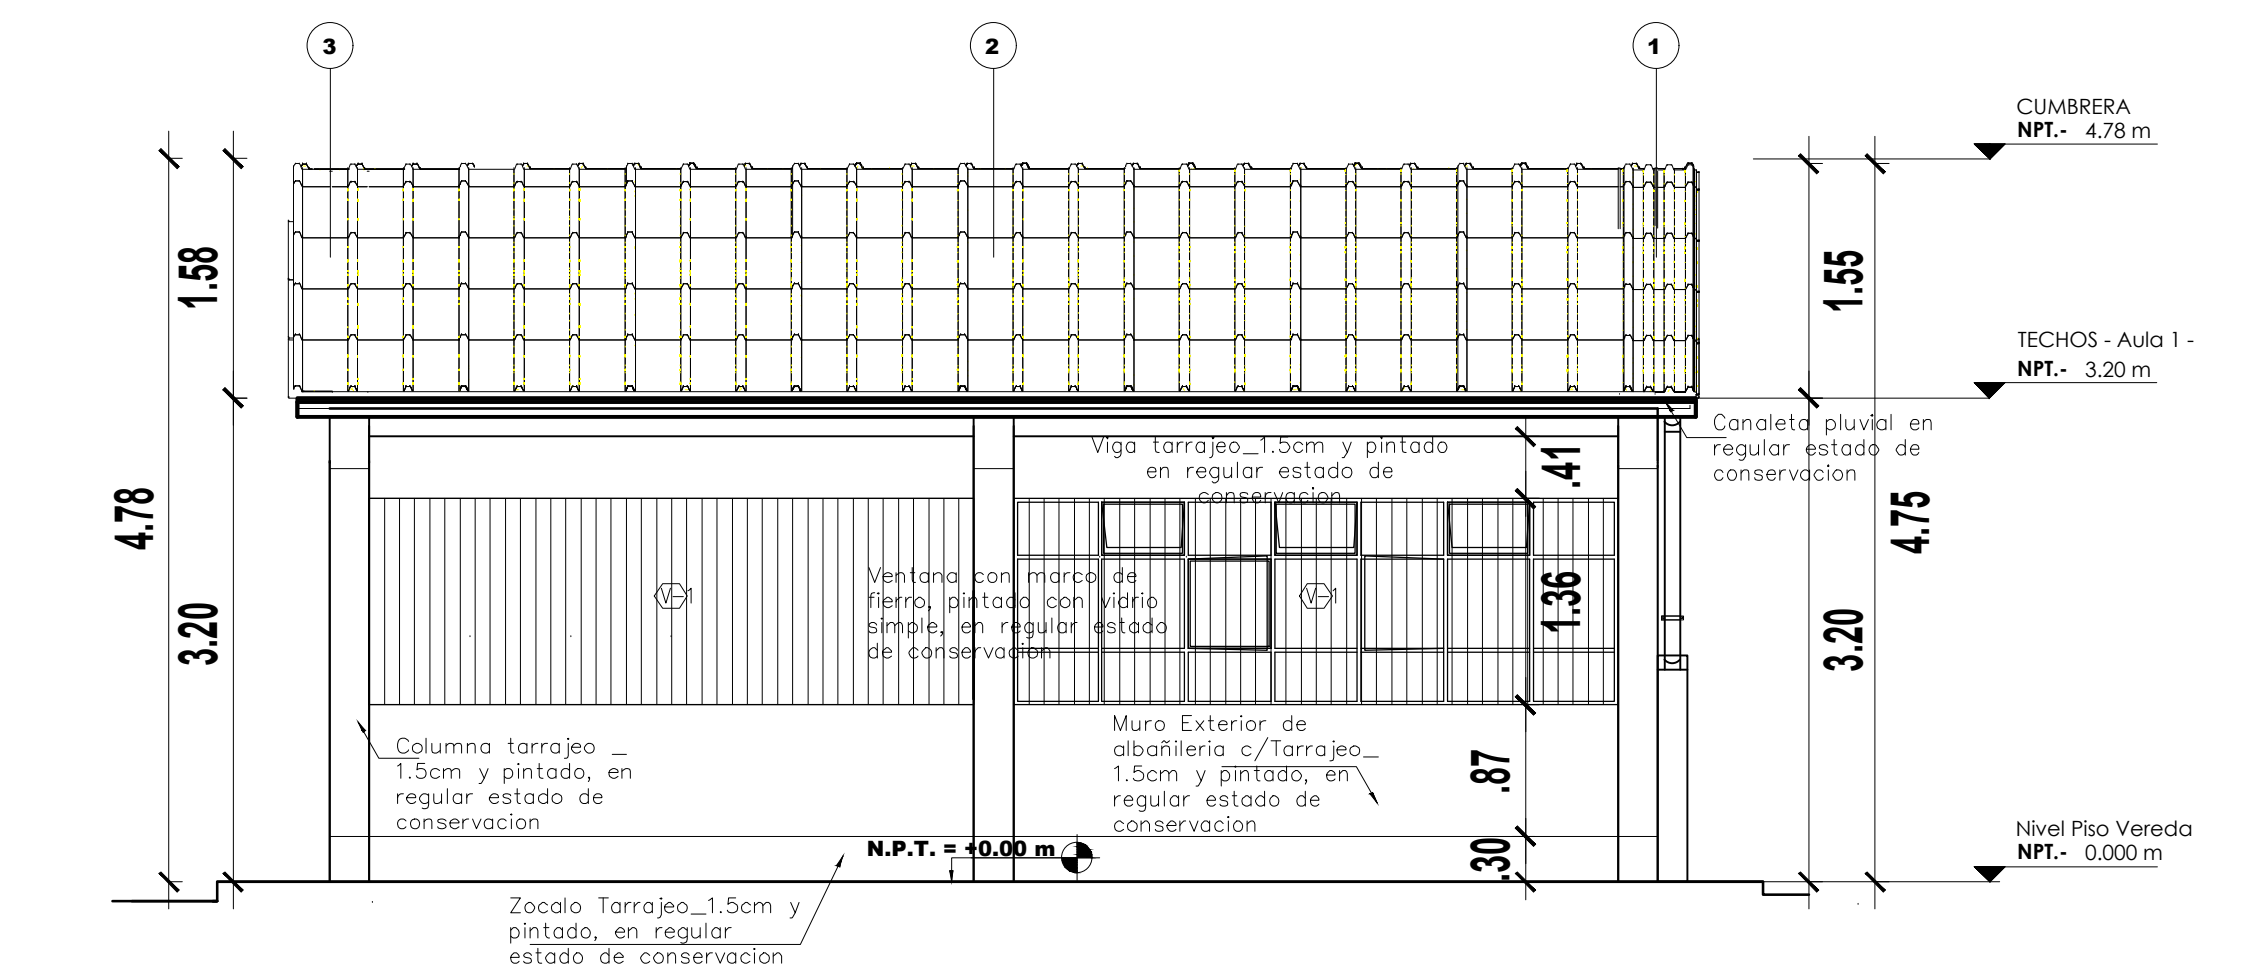 3
2
1
CUMBRERA
NPT.- 4.78 m
1.58
1.55
TECHOS - Aula 1 -
NPT.- 3.20 m
Canaleta pluvial en
regular estado de
conservacion
Viga tarrajeo_1.5cm y pintado
en regular estado de
conservacion
.41
4.78
4.75
3.20
3.20
V-1
Ventana con marco de
fierro, pintado con vidrio
simple, en regular estado
de conservacion
V-1
1.36
Columna tarrajeo _
1.5cm y pintado, en
regular estado de
conservacion
Muro Exterior de
albañileria c/Tarrajeo_
1.5cm y pintado, en
regular estado de
conservacion
.87
.30
N.P.T. = +0.00 m
Nivel Piso Vereda
NPT.- 0.000 m
Zocalo Tarrajeo_1.5cm y
pintado, en regular
estado de conservacion